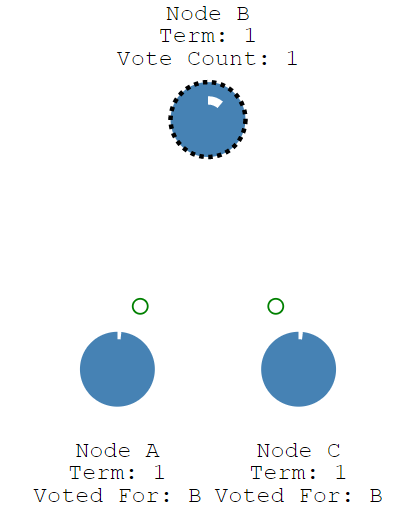 Node B
Term: 1
Vote Count: 1
Node A
Term: 1
Voted For: B
Node C
Term: 1
Voted For: B